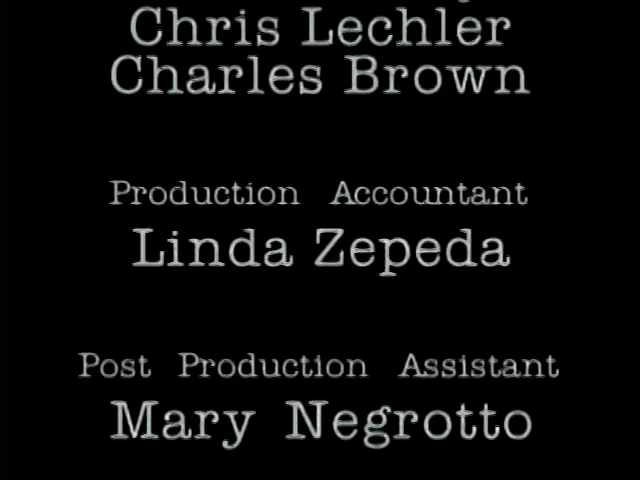 Chris Lechler
Charles Brown
Production Accountant
Linda Zepeda
Post Production Assistant
Mary Negrotto